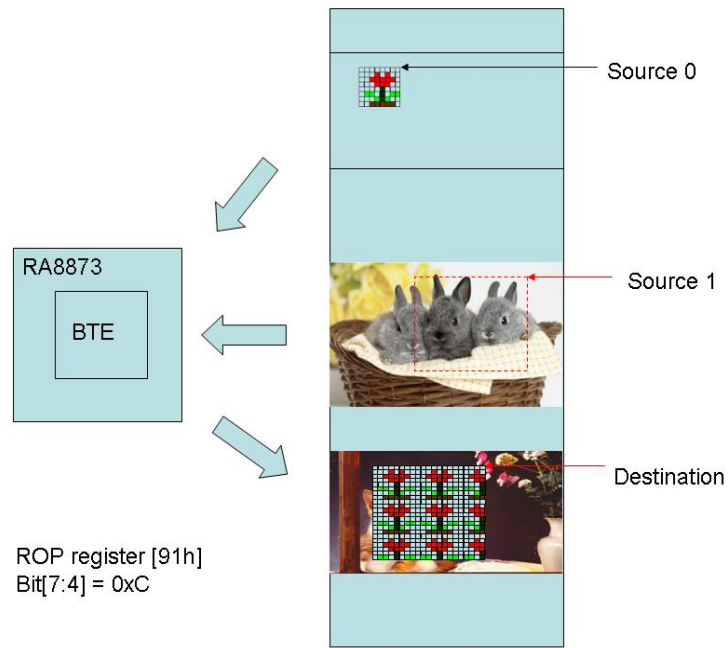 Source 0
RA8873
BTE
Source 1
Destination
ROP register [91h]
Bit[7:4] = 0xC